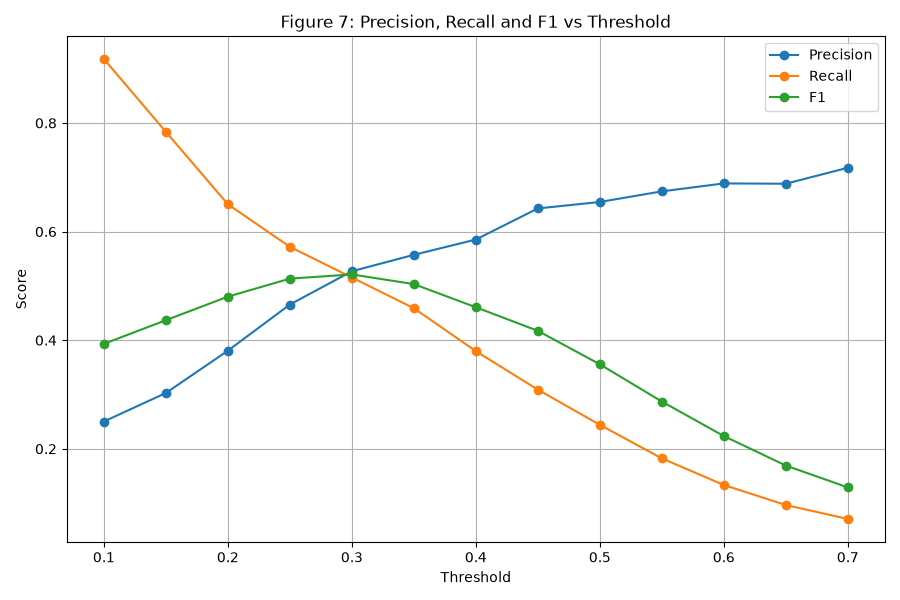 Figure 7: Precision, Recall and F1 vs Threshold
Precision
Recall
F1
Score
0.8
0.6
0.4
0.2
0.1 0.2 0.3 0.4 0.5 0.6 0.7
Threshold